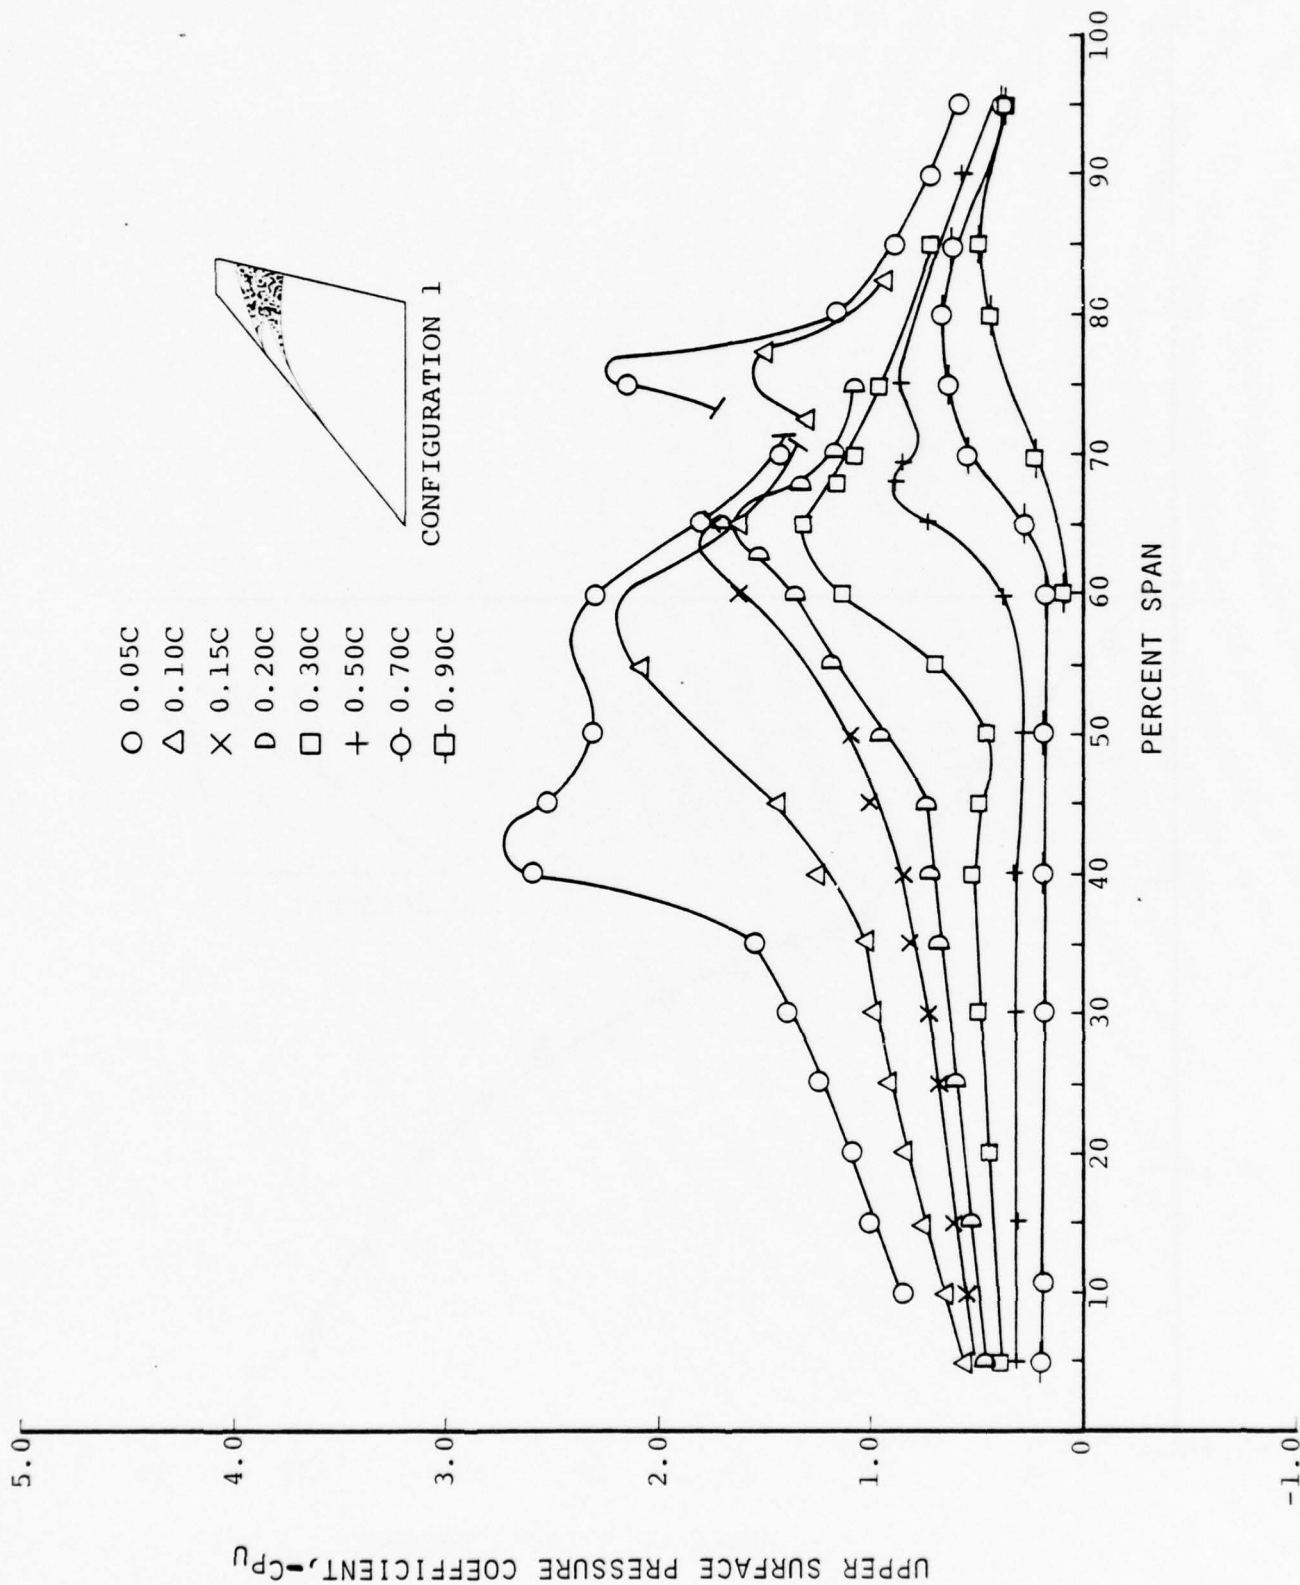 ○ 0.05C
△ 0.10C
× 0.15C
D 0.20C
□ 0.30C
+ 0.50C
0.70C
0.90C
CONFIGURATION 1
UPPER SURFACE PRESSURE COEFFICIENT,-CpU
5.0
4.0
3.0
2.0
1.0
0
-1.0
10
20
30
40
50
60
70
80
90
100
PERCENT SPAN